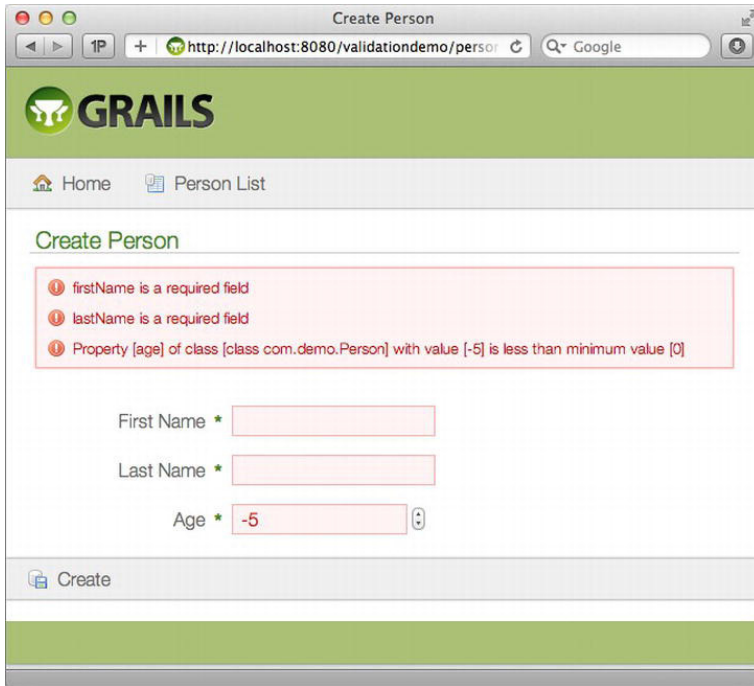 Create Person
1P
+
http://localhost:8080/validationdemo/person
Google
GRAILS
Home
Person List
Create Person
firstName is a required field
lastName is a required field
Property [age] of class [class com.demo.Person] with value [-5] is less than minimum value [0]
First Name *
Last Name *
Age * -5
Create